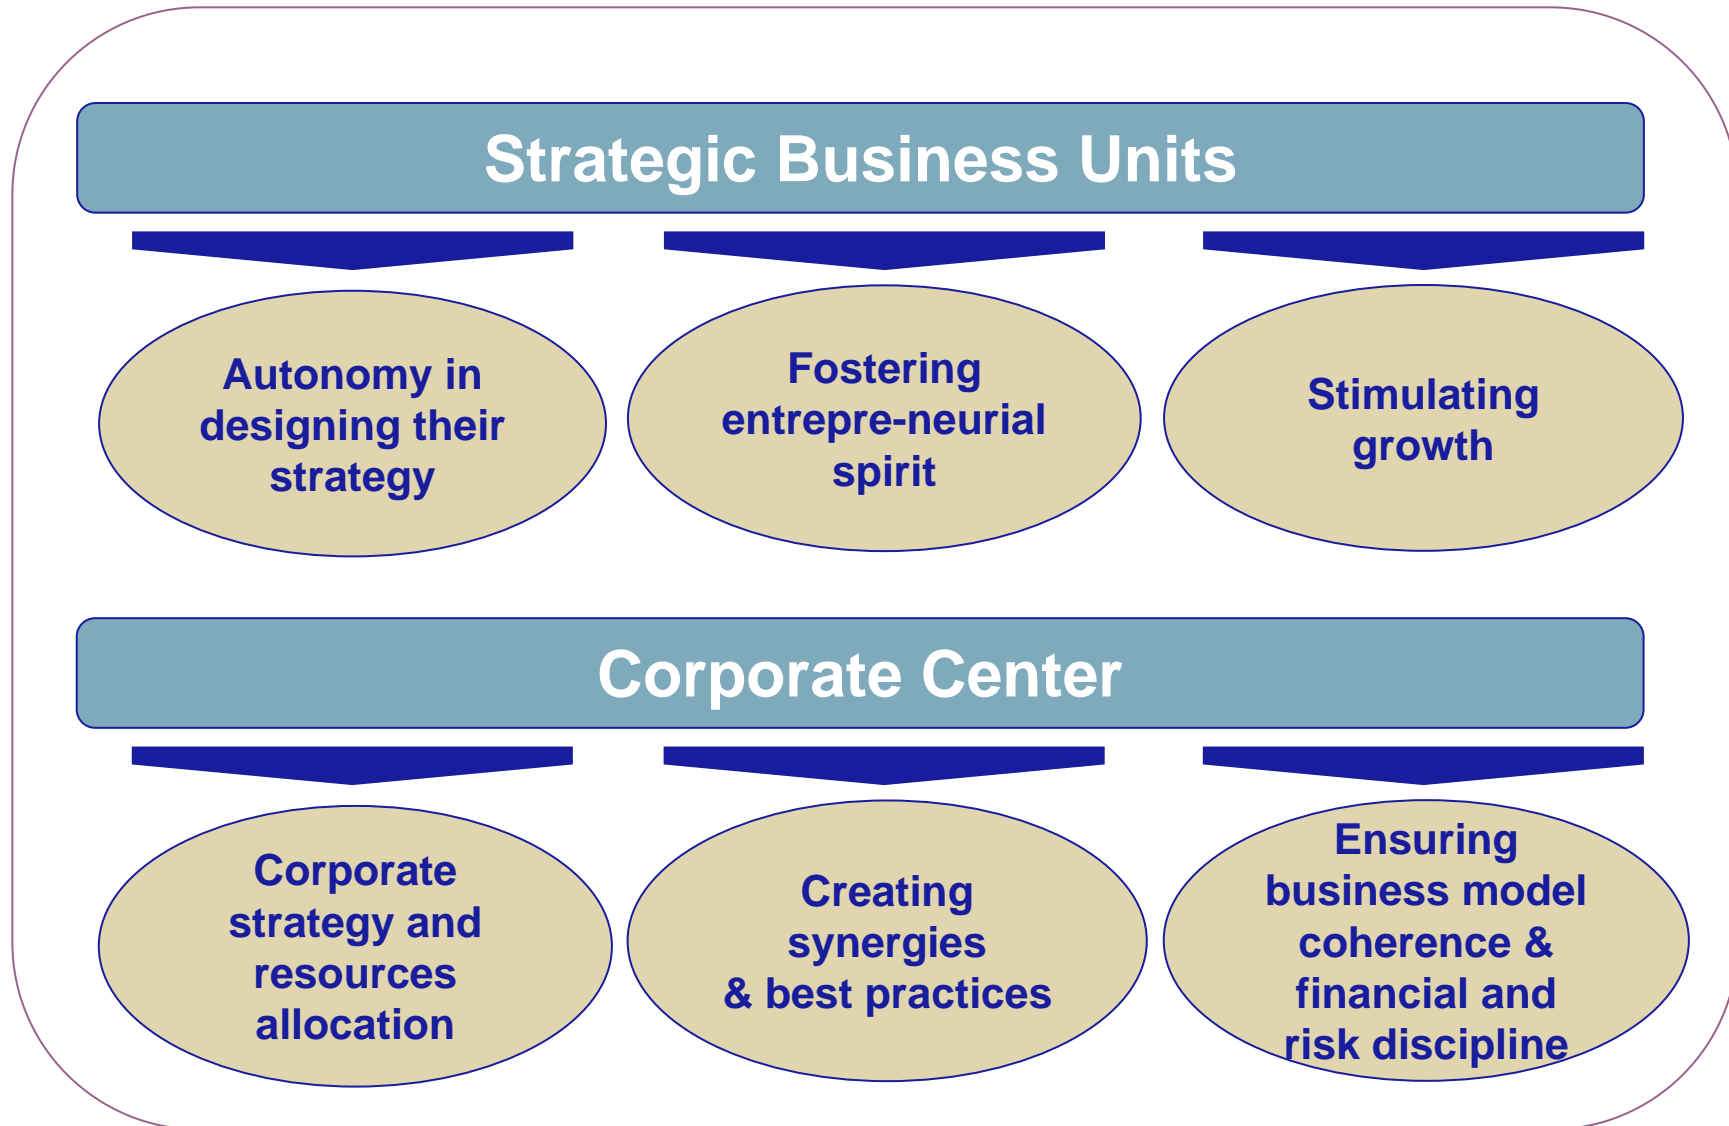 Strategic Business Units
Autonomy in
designing their
strategy
Fostering
entrepre-neurial
spirit
Stimulating
growth
Corporate Center
Corporate
strategy and
resources
allocation
Creating
synergies
& best practices
Ensuring
business model
coherence &
financial and
risk discipline